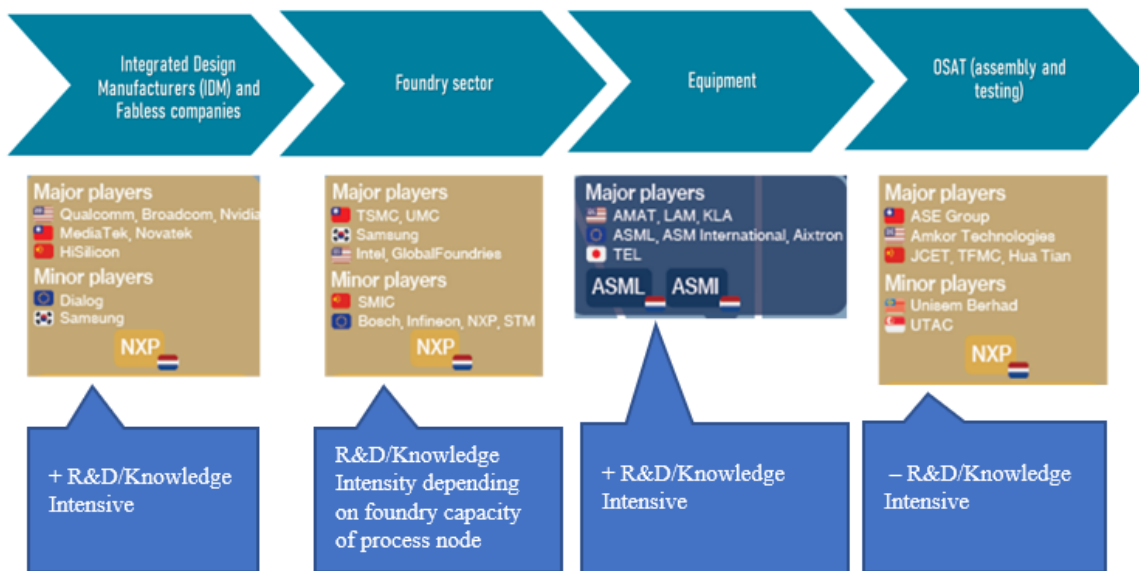 Integrated Design
Manufacturers (IDM) and
Fabless companies
Foundry sector
Equipment
OSAT (assembly and
testing)
Major players
Qualcomm, Broadcom, Nvidia
MediaTek, Novatek
HiSilicon
Minor players
Dialog
Samsung
NXP
Major players
TSMC, UMC
Samsung
Intel, GlobalFoundries
Minor players
SMIC
Bosch, Infineon, NXP, STM
NXP
Major players
AMAT, LAM, KLA
ASML, ASM International, Aixtron
TEL
ASML
ASMI
Major players
ASE Group
Amkor Technologies
JCET, TFMC, Hua Tian
Minor players
Unisem Berhad
UTAC
NXP
+ R&D/Knowledge
Intensive
R&D/Knowledge
Intensity depending
on foundry capacity
of process node
+ R&D/Knowledge
Intensive
– R&D/Knowledge
Intensive